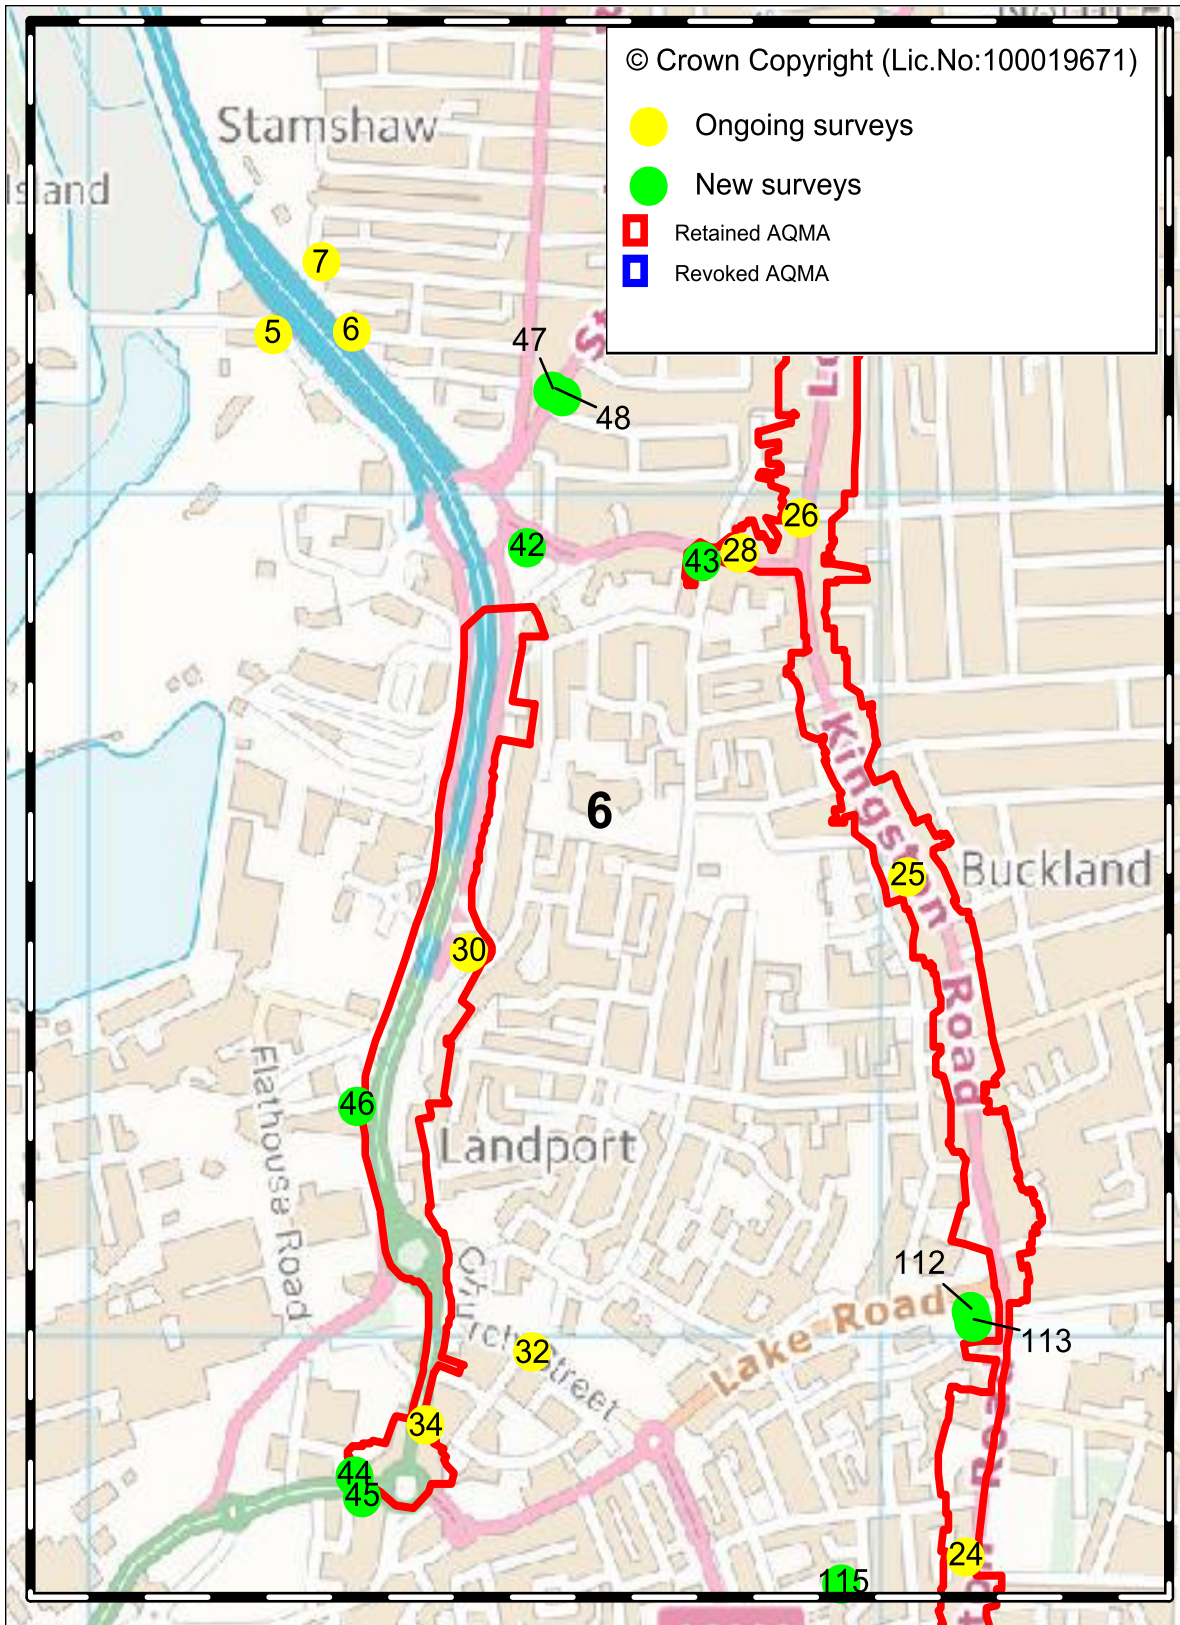 © Crown Copyright (Lic.No:100019671)
Stamshaw
Ongoing surveys
Island
New surveys
Retained AQMA
7
Revoked AQMA
5
6
47
48
26
42
43
28
6
Kingston Road
25
Buckland
30
46
Flathouse Road
Landport
Church Street
112
Lake Road
113
32
34
44
45
24
115